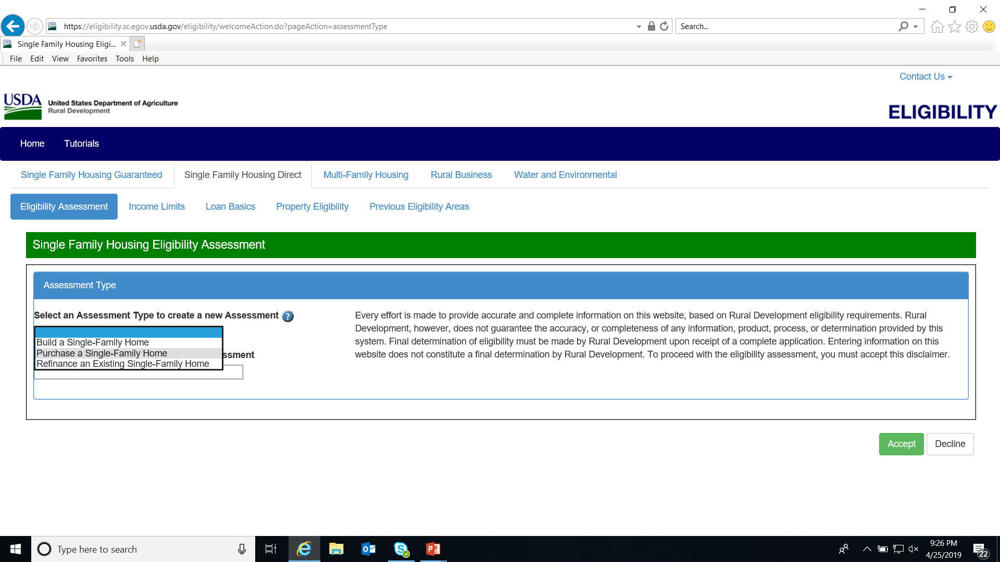 https://eligibility.sc.egov.usda.gov/eligibility/welcomeAction.do?pageAction=assessmentType
Search...
USDA
Single Family Housing Eligi...
File Edit View Favorites Tools Help
Contact Us
USDA United States Department of Agriculture
Rural Development
ELIGIBILITY
Home Tutorials
Single Family Housing Guaranteed Single Family Housing Direct Multi-Family Housing Rural Business Water and Environmental
Eligibility Assessment Income Limits Loan Basics Property Eligibility Previous Eligibility Areas
Single Family Housing Eligibility Assessment
Assessment Type
Select an Assessment Type to create a new Assessment ?
Build a Single-Family Home
Purchase a Single-Family Home
Refinance an Existing Single-Family Home
ssment
Every effort is made to provide accurate and complete information on this website, based on Rural Development eligibility requirements. Rural
Development, however, does not guarantee the accuracy, or completeness of any information, product, process, or determination provided by this
system. Final determination of eligibility must be made by Rural Development upon receipt of a complete application. Entering information on this
website does not constitute a final determination by Rural Development. To proceed with the eligibility assessment, you must accept this disclaimer.
Accept Decline
Type here to search
9:26 PM
4/25/2019
22